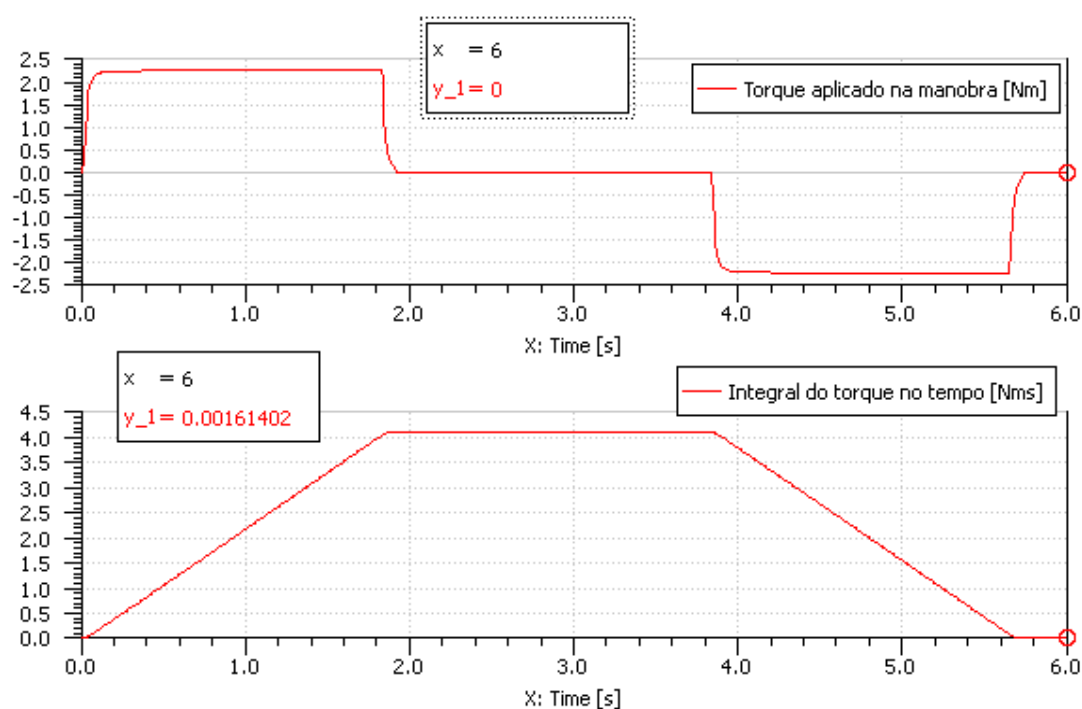 x = 6
y_1= 0
Torque aplicado na manobra [Nm]
2.5
2.0
1.5
1.0
0.5
0.0
-0.5
-1.0
-1.5
-2.0
-2.5
0.0 1.0 2.0 3.0 4.0 5.0 6.0
X: Time [s]
x = 6
y_1= 0.00161402
Integral do torque no tempo [Nms]
4.5
4.0
3.5
3.0
2.5
2.0
1.5
1.0
0.5
0.0
0.0 1.0 2.0 3.0 4.0 5.0 6.0
X: Time [s]